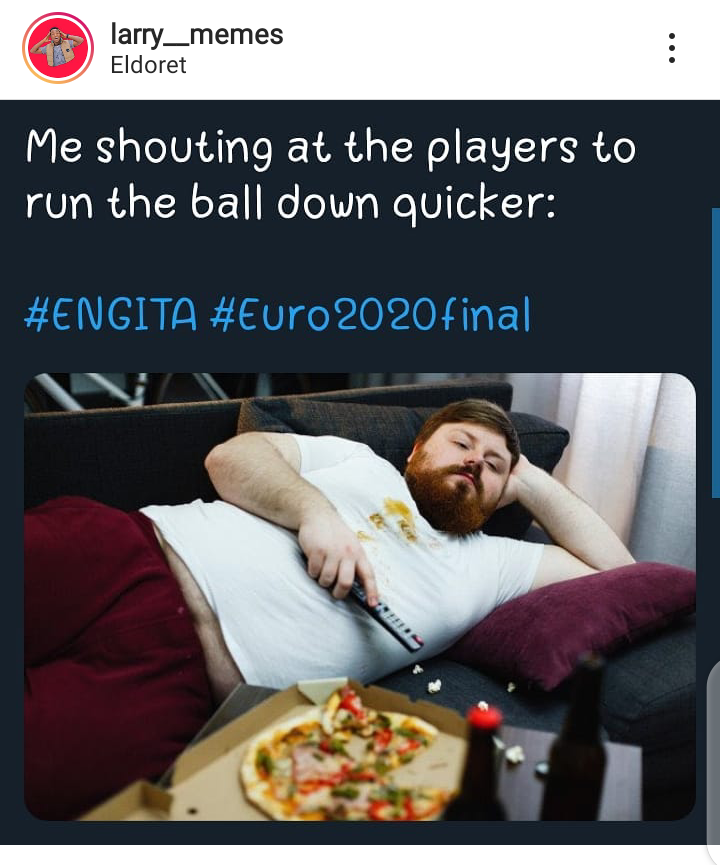 larry__memes
Eldoret
Me shouting at the players to
run the ball down quicker:
#ENGITA #Euro2020final